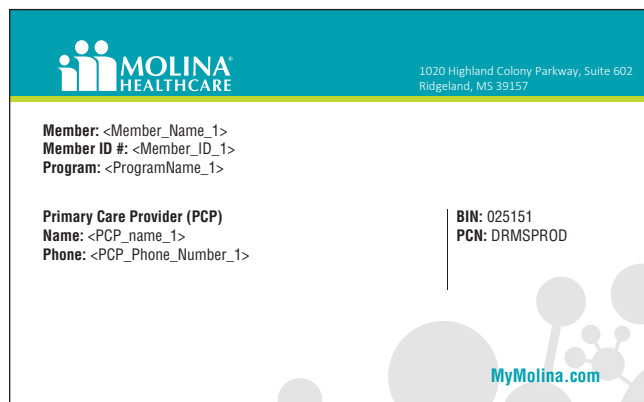 MOLINA®
HEALTHCARE
1020 Highland Colony Parkway, Suite 602
Ridgeland, MS 39157
Member: <Member_Name_1>
Member ID #: <Member_ID_1>
Program: <ProgramName_1>
Primary Care Provider (PCP)
Name: <PCP_name_1>
Phone: <PCP_Phone_Number_1>
BIN: 025151
PCN: DRMSPROD
MyMolina.com